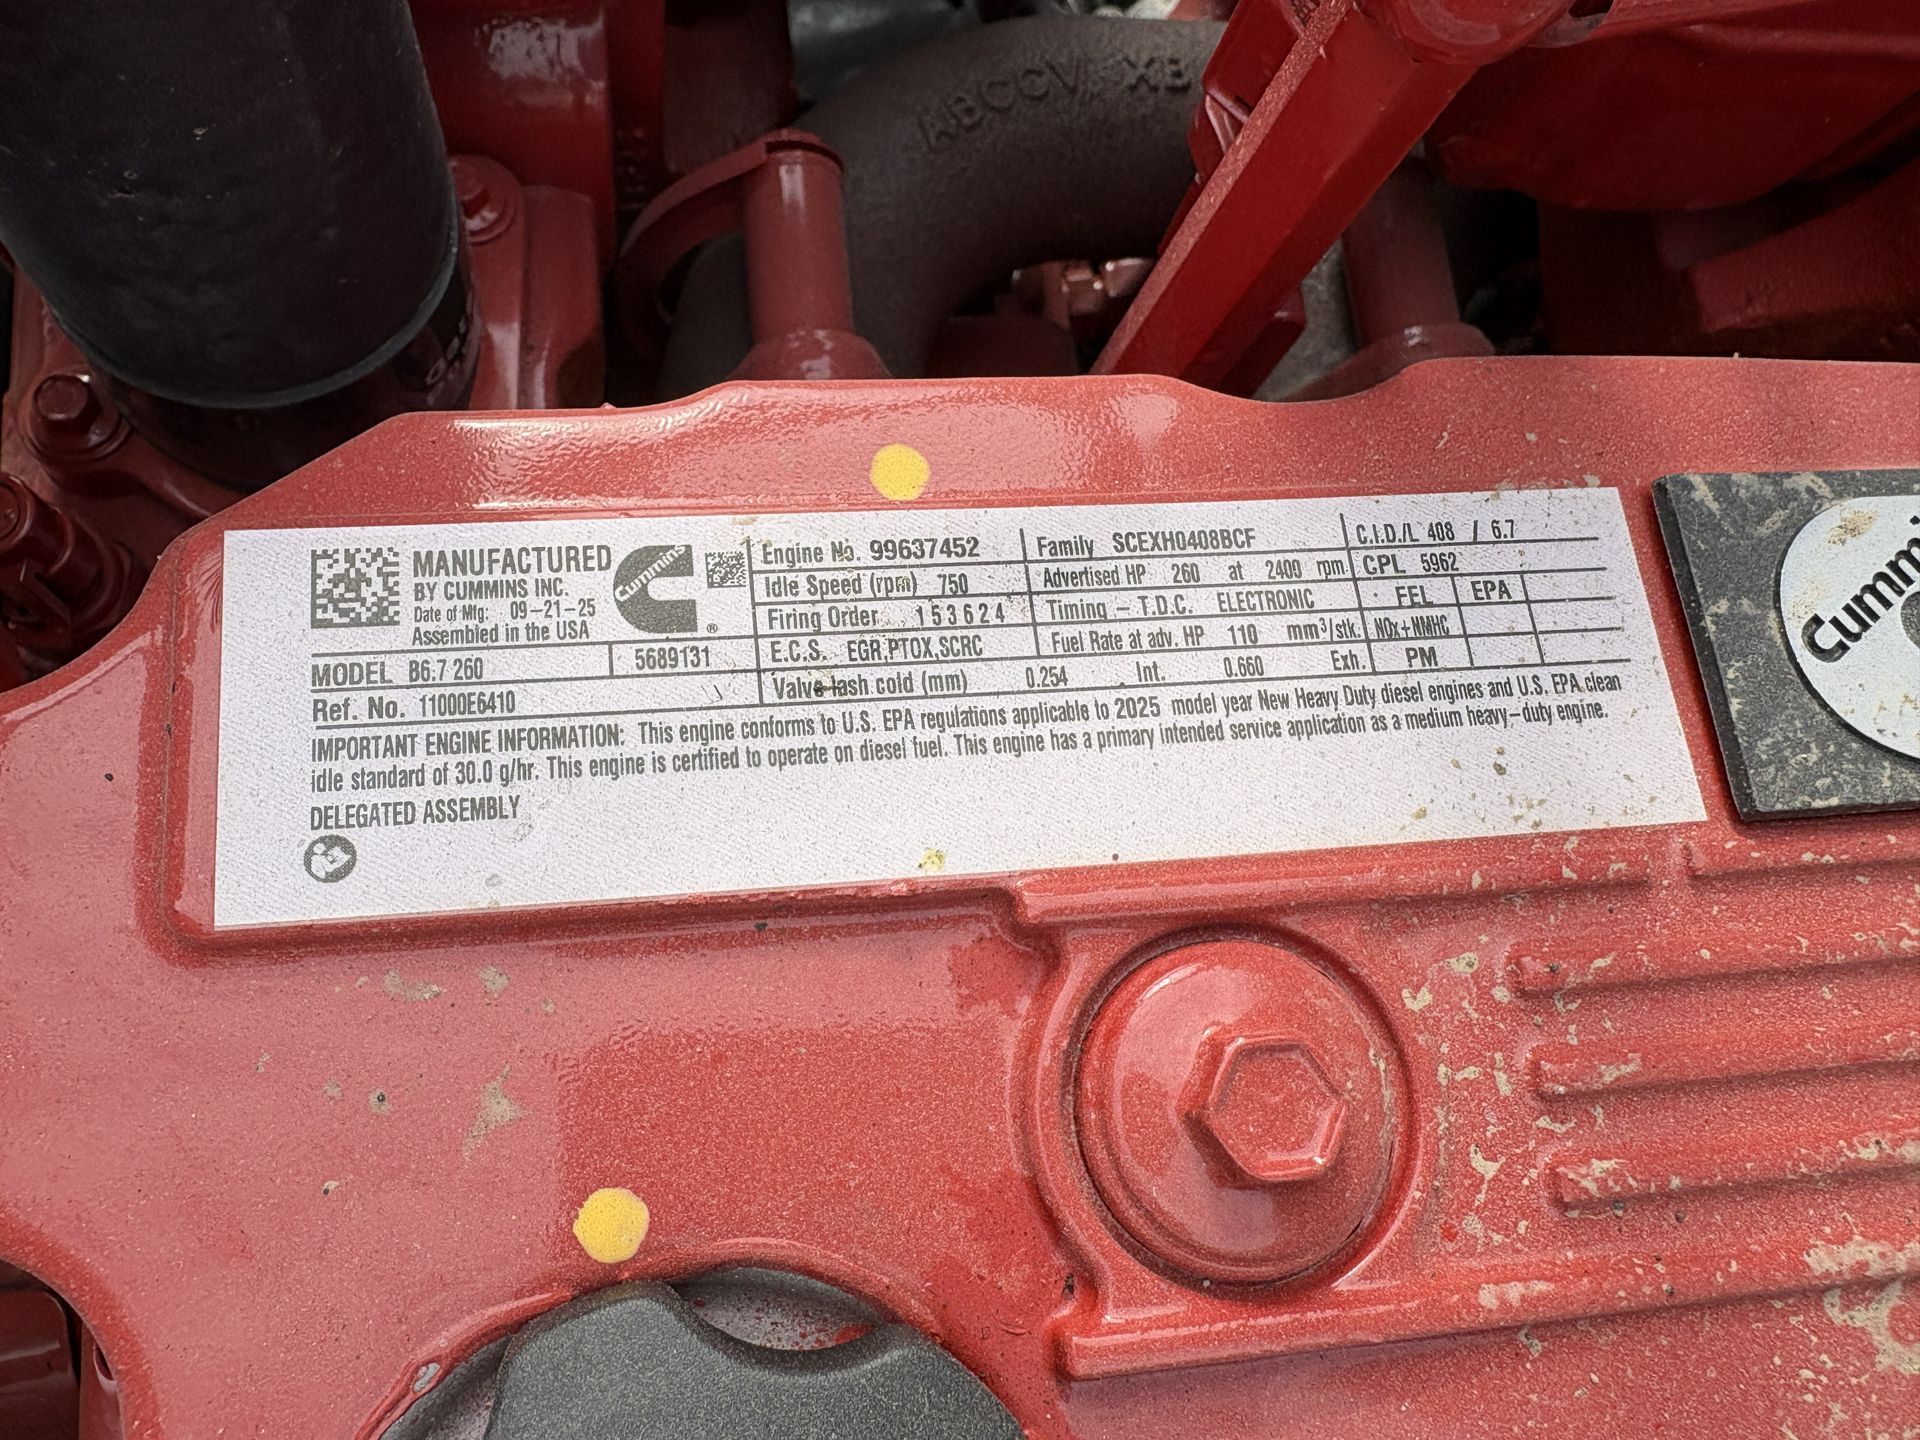 ABCCV XB
MANUFACTURED
BY CUMMINS INC.
Date of Mfg: 09-21-25
Assembled in the USA
Cummins
®
MODEL B6.7 260
5689131
Ref. No. 11000E6410
Engine No. 99637452
Idle Speed (rpm) 750
Firing Order 153624
E.C.S. EGR,PTOX,SCRC
Valve lash cold (mm) 0.254 Int. 0.660 Exh.
Family SCEXH0408BCF
Advertised HP 260 at 2400 rpm
Timing - T.D.C. ELECTRONIC
Fuel Rate at adv. HP 110 mm³/stk.
C.I.D./L 408 / 6.7
CPL 5962
FEL EPA
NOx+NMHC
PM
IMPORTANT ENGINE INFORMATION: This engine conforms to U.S. EPA regulations applicable to 2025 model year New Heavy Duty diesel engines and U.S. EPA clean
idle standard of 30.0 g/hr. This engine is certified to operate on diesel fuel. This engine has a primary intended service application as a medium heavy-duty engine.
DELEGATED ASSEMBLY